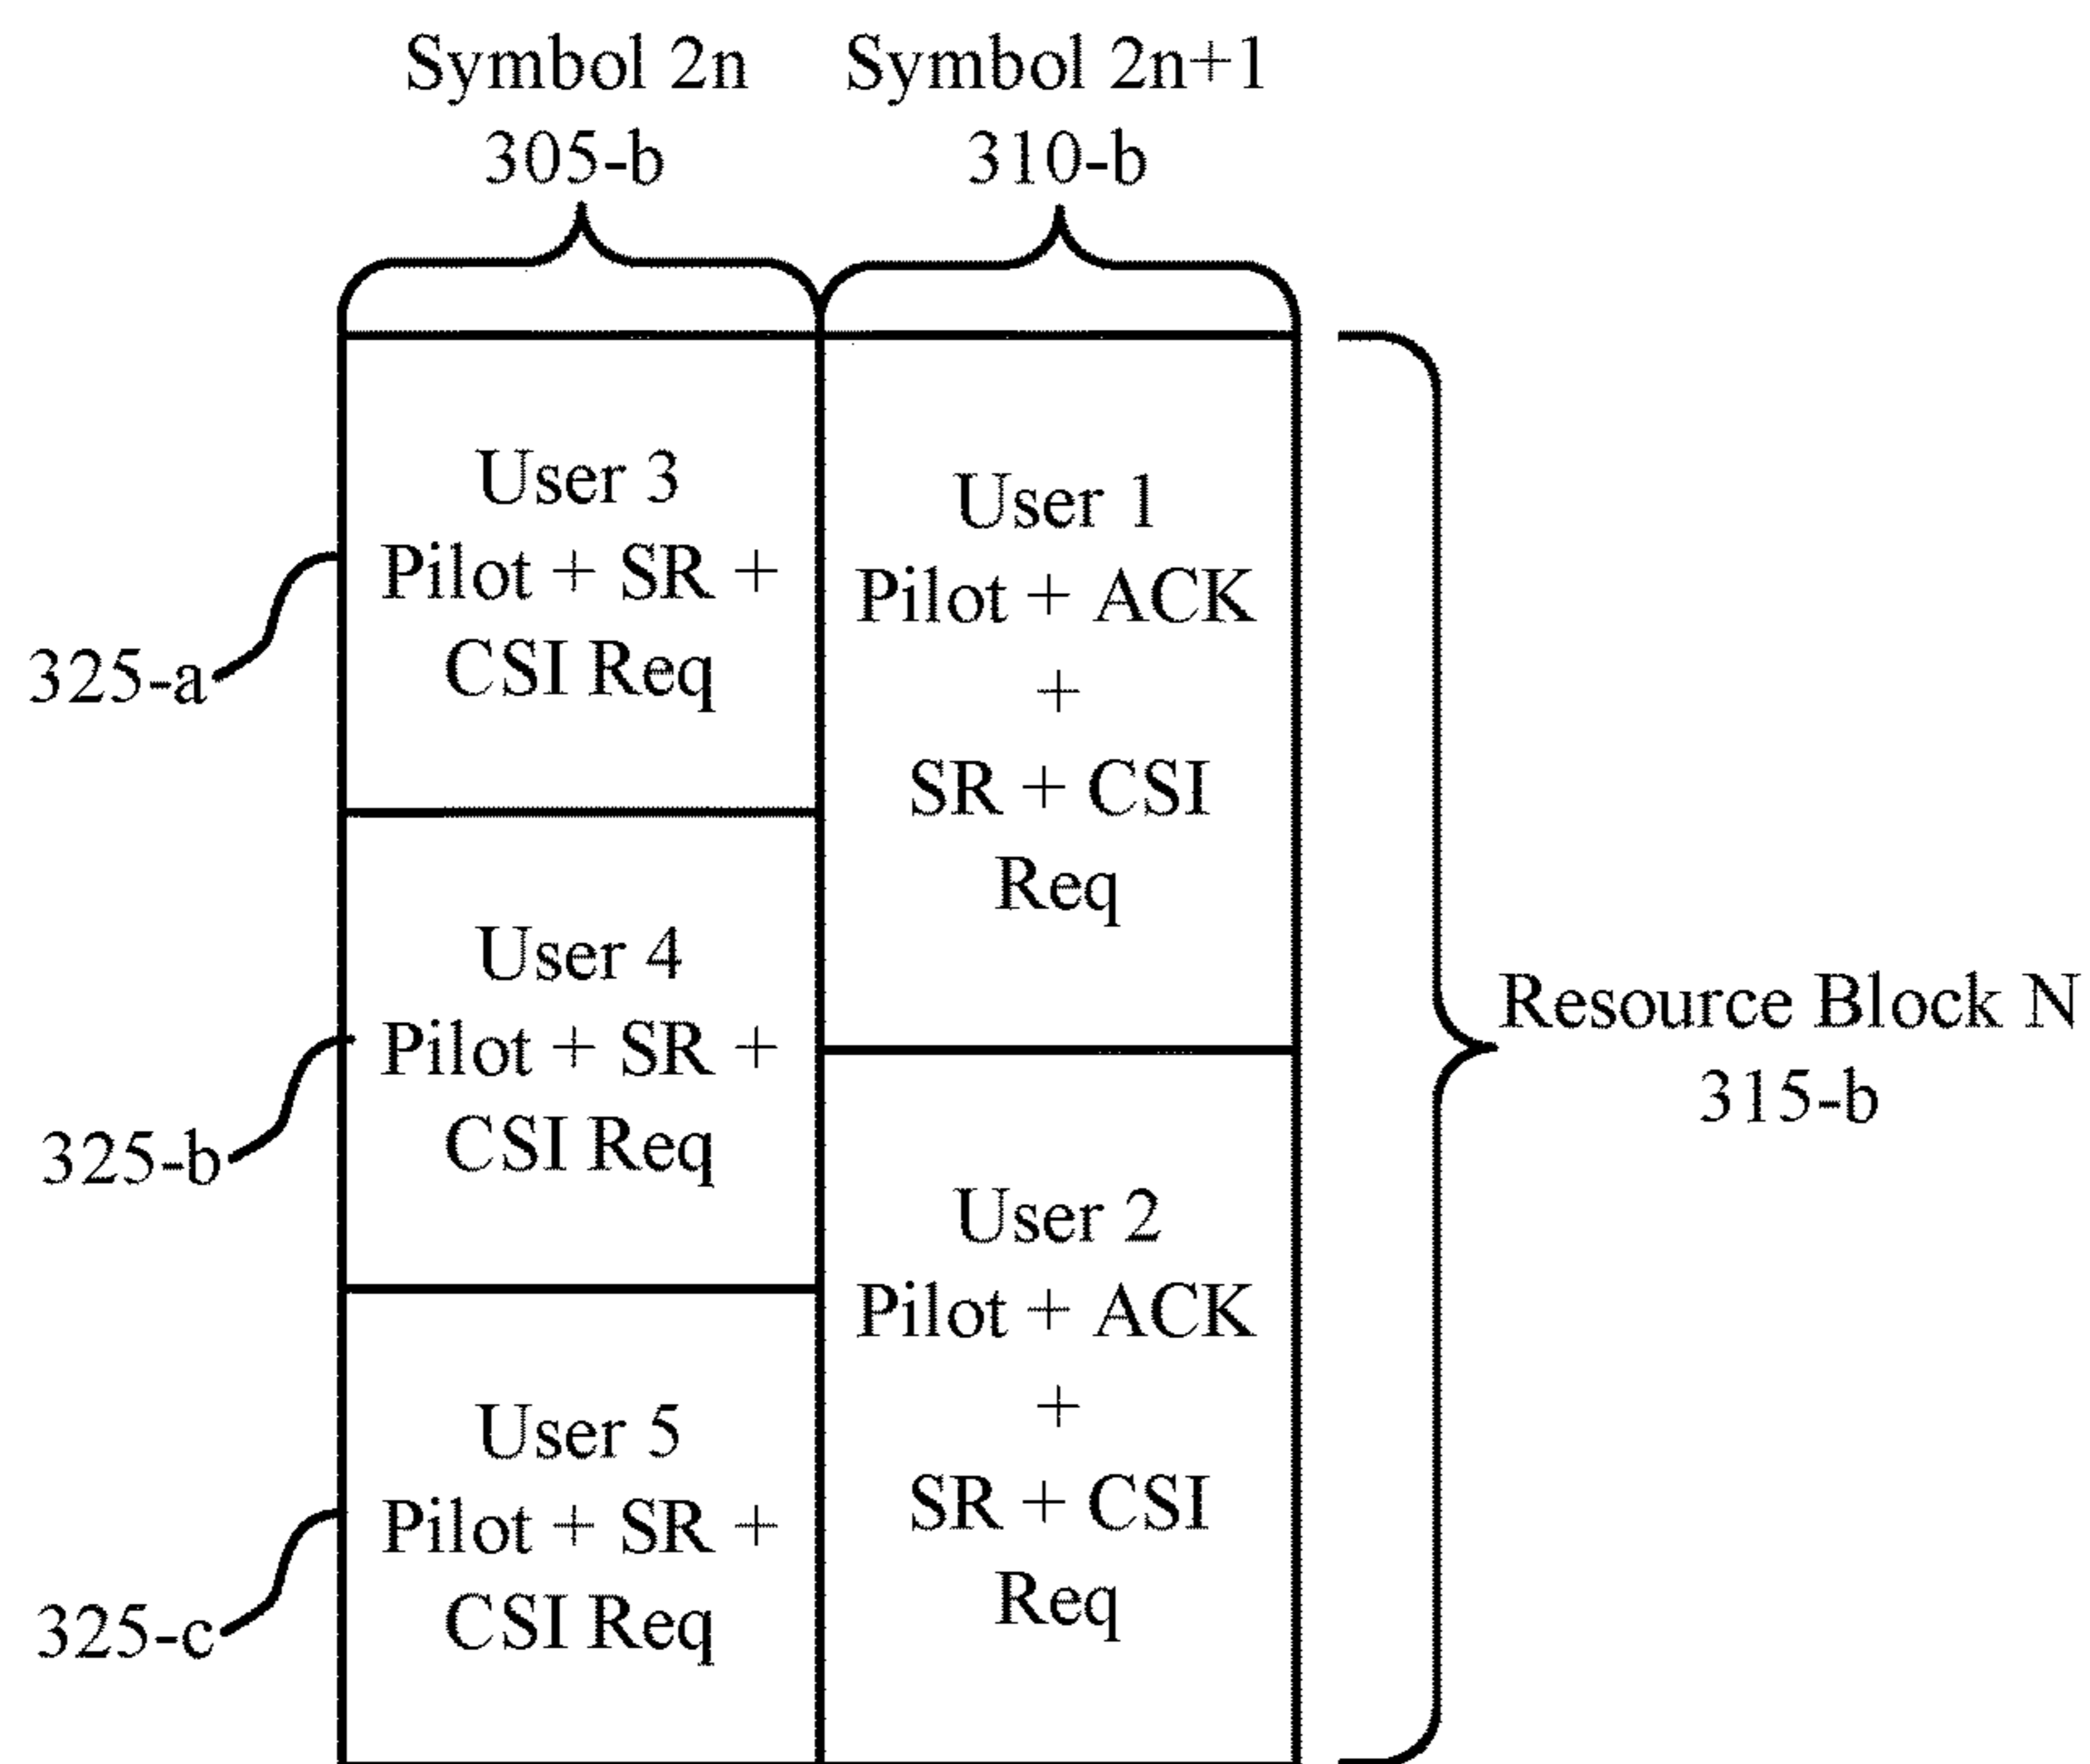 Symbol 2n
305-b
Symbol 2n+1
310-b
User 3
Pilot + SR +
CSI Req
325-a
User 4
Pilot + SR +
CSI Req
325-b
User 5
Pilot + SR +
CSI Req
325-c
User 1
Pilot + ACK
+
SR + CSI
Req
User 2
Pilot + ACK
+
SR + CSI
Req
Resource Block N
315-b